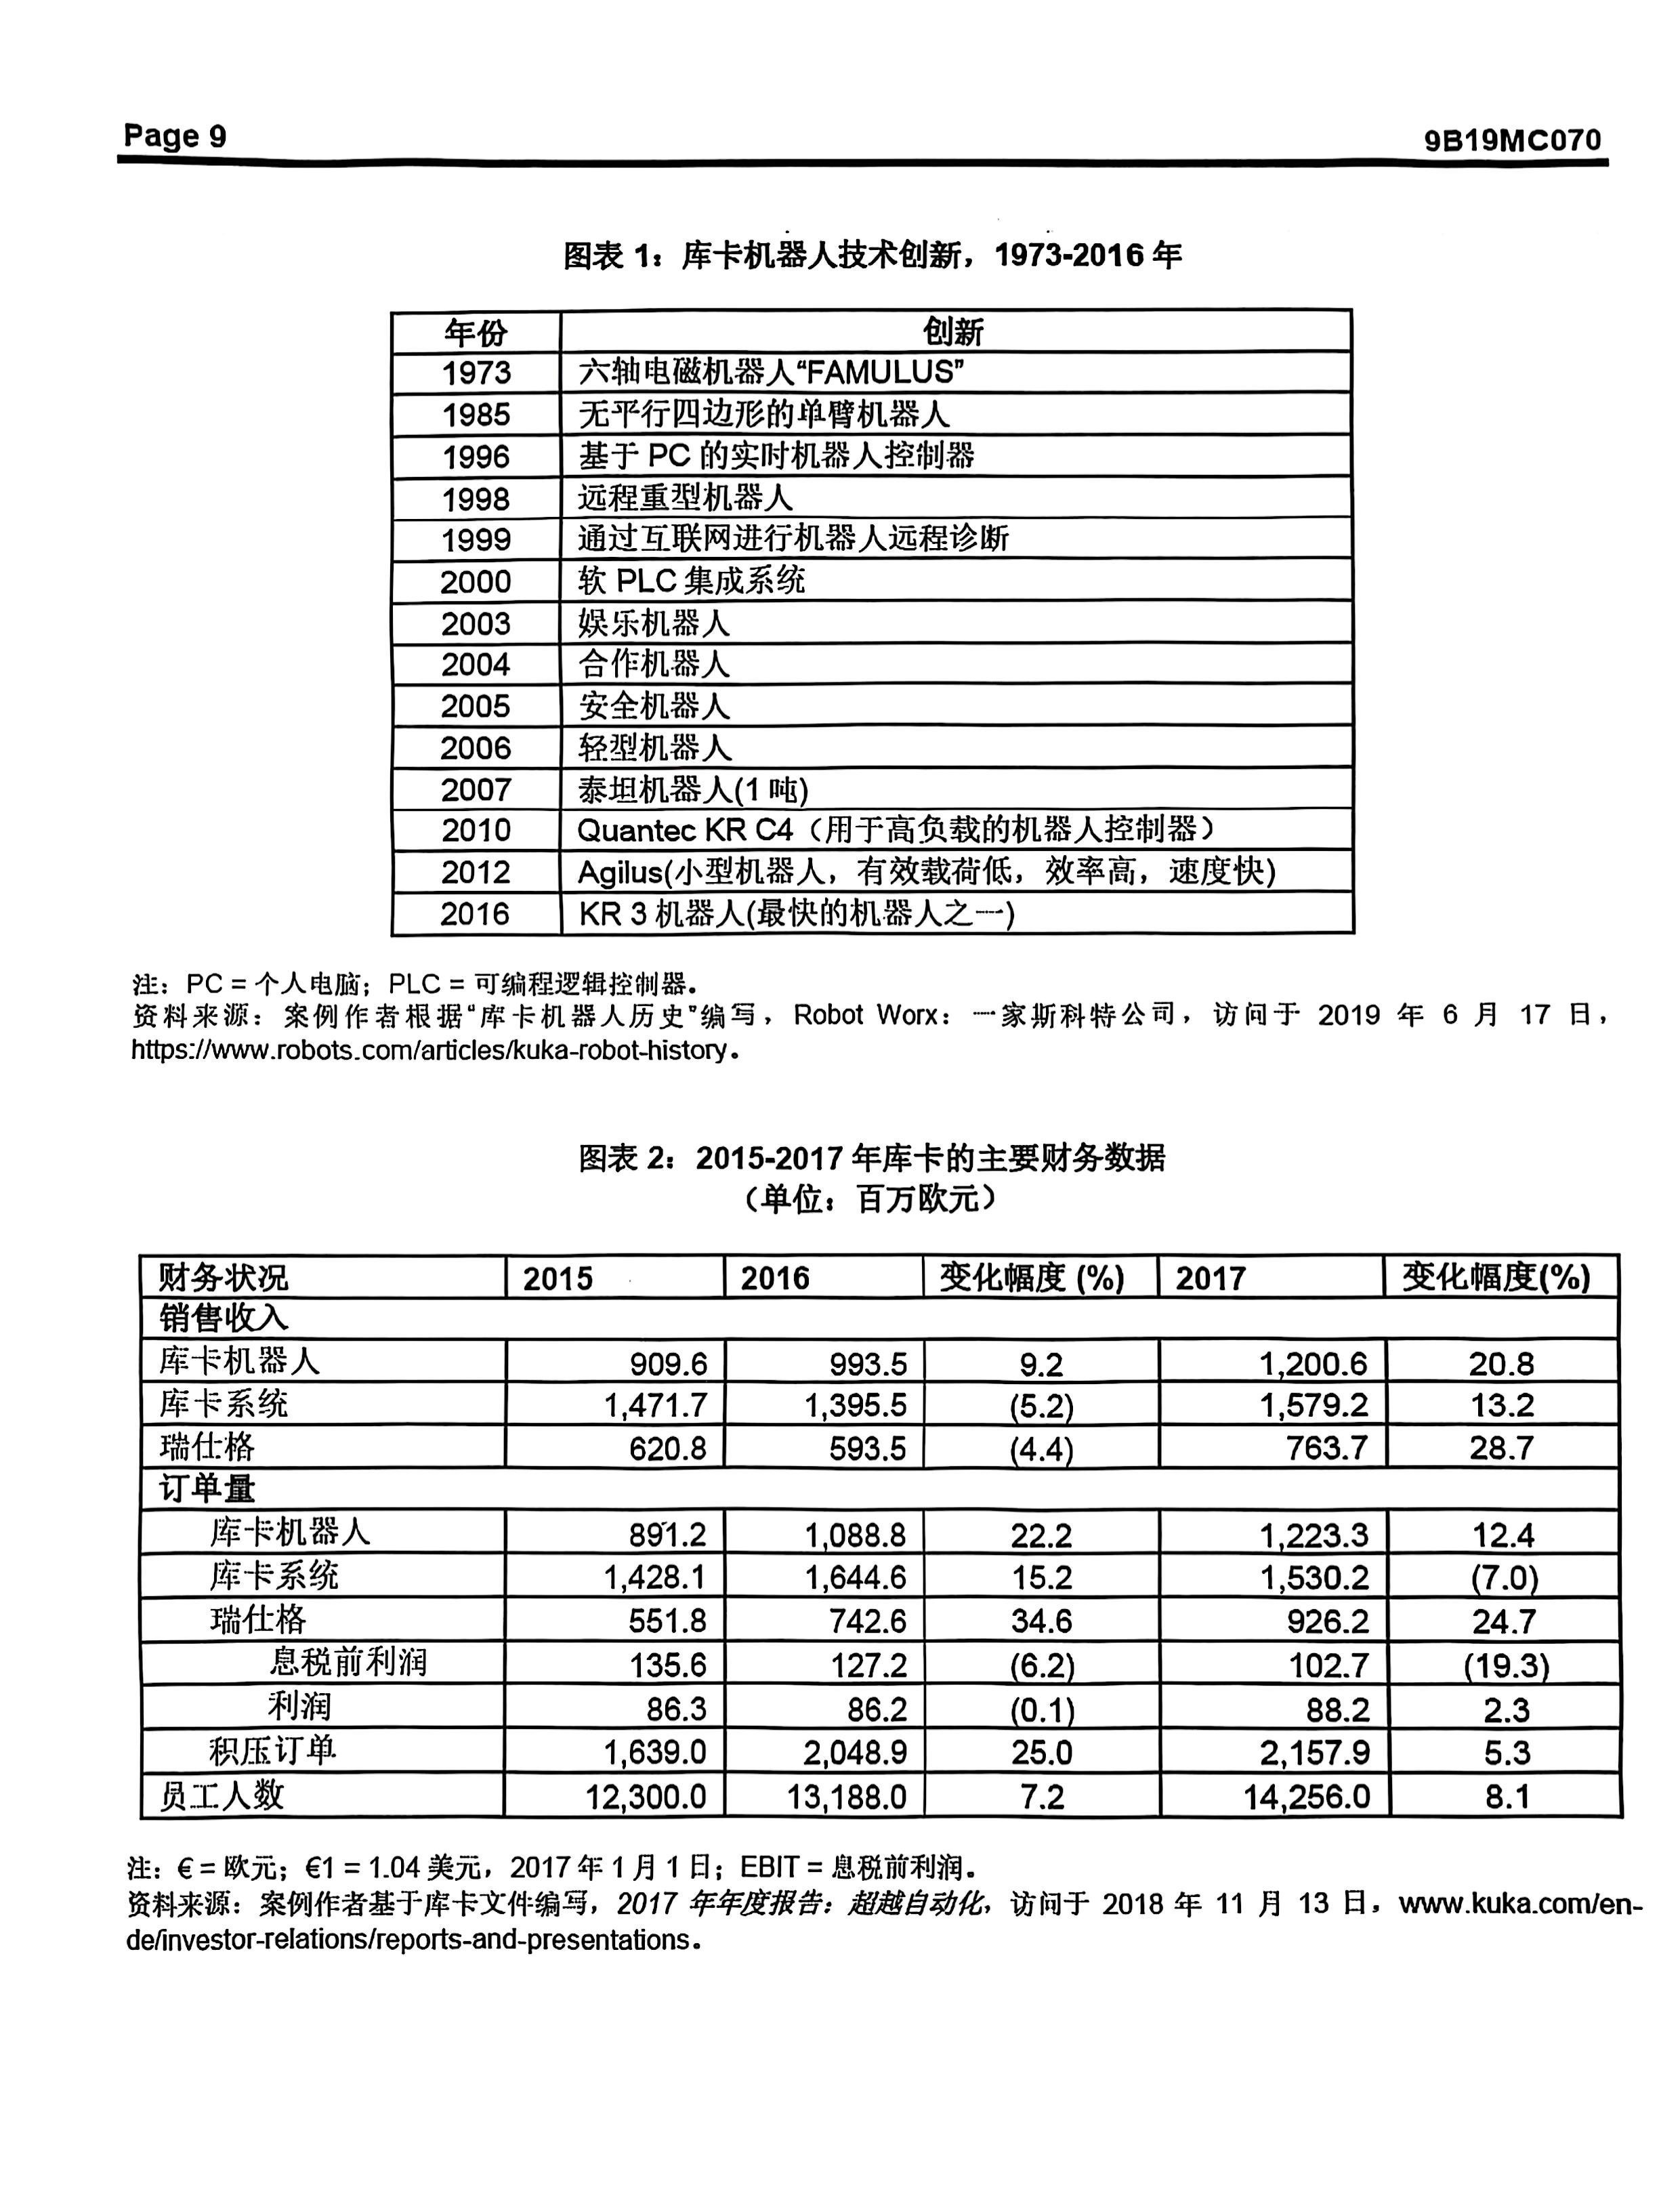 Page 9
9B19MC070
图表 1：库卡机器人技术创新，1973-2016 年
年份 创新
1973 六轴电磁机器人“FAMULUS”
1985 无平行四边形的单臂机器人
1996 基于 PC 的实时机器人控制器
1998 远程重型机器人
1999 通过互联网进行机器人远程诊断
2000 软 PLC 集成系统
2003 娱乐机器人
2004 合作机器人
2005 安全机器人
2006 轻型机器人
2007 泰坦机器人(1 吨)
2010 Quantec KR C4（用于高负载的机器人控制器）
2012 Agilus(小型机器人，有效载荷低，效率高，速度快)
2016 KR 3 机器人(最快的机器人之一)
注：PC = 个人电脑；PLC = 可编程逻辑控制器。
资料来源：案例作者根据“库卡机器人历史”编写，Robot Worx：一家斯科特公司，访问于 2019 年 6 月 17 日，
https://www.robots.com/articles/kuka-robot-history。
图表 2：2015-2017 年库卡的主要财务数据
（单位：百万欧元）
财务状况 2015 2016 变化幅度 (%) 2017 变化幅度(%)
销售收入
库卡机器人 909.6 993.5 9.2 1,200.6 20.8
库卡系统 1,471.7 1,395.5 (5.2) 1,579.2 13.2
瑞仕格 620.8 593.5 (4.4) 763.7 28.7
订单量
库卡机器人 891.2 1,088.8 22.2 1,223.3 12.4
库卡系统 1,428.1 1,644.6 15.2 1,530.2 (7.0)
瑞仕格 551.8 742.6 34.6 926.2 24.7
息税前利润 135.6 127.2 (6.2) 102.7 (19.3)
利润 86.3 86.2 (0.1) 88.2 2.3
积压订单 1,639.0 2,048.9 25.0 2,157.9 5.3
员工人数 12,300.0 13,188.0 7.2 14,256.0 8.1
注：€ = 欧元；€1 = 1.04 美元，2017 年 1 月 1 日；EBIT = 息税前利润。
资料来源：案例作者基于库卡文件编写，2017 年年度报告：超越自动化，访问于 2018 年 11 月 13 日，www.kuka.com/en-
de/investor-relations/reports-and-presentations。